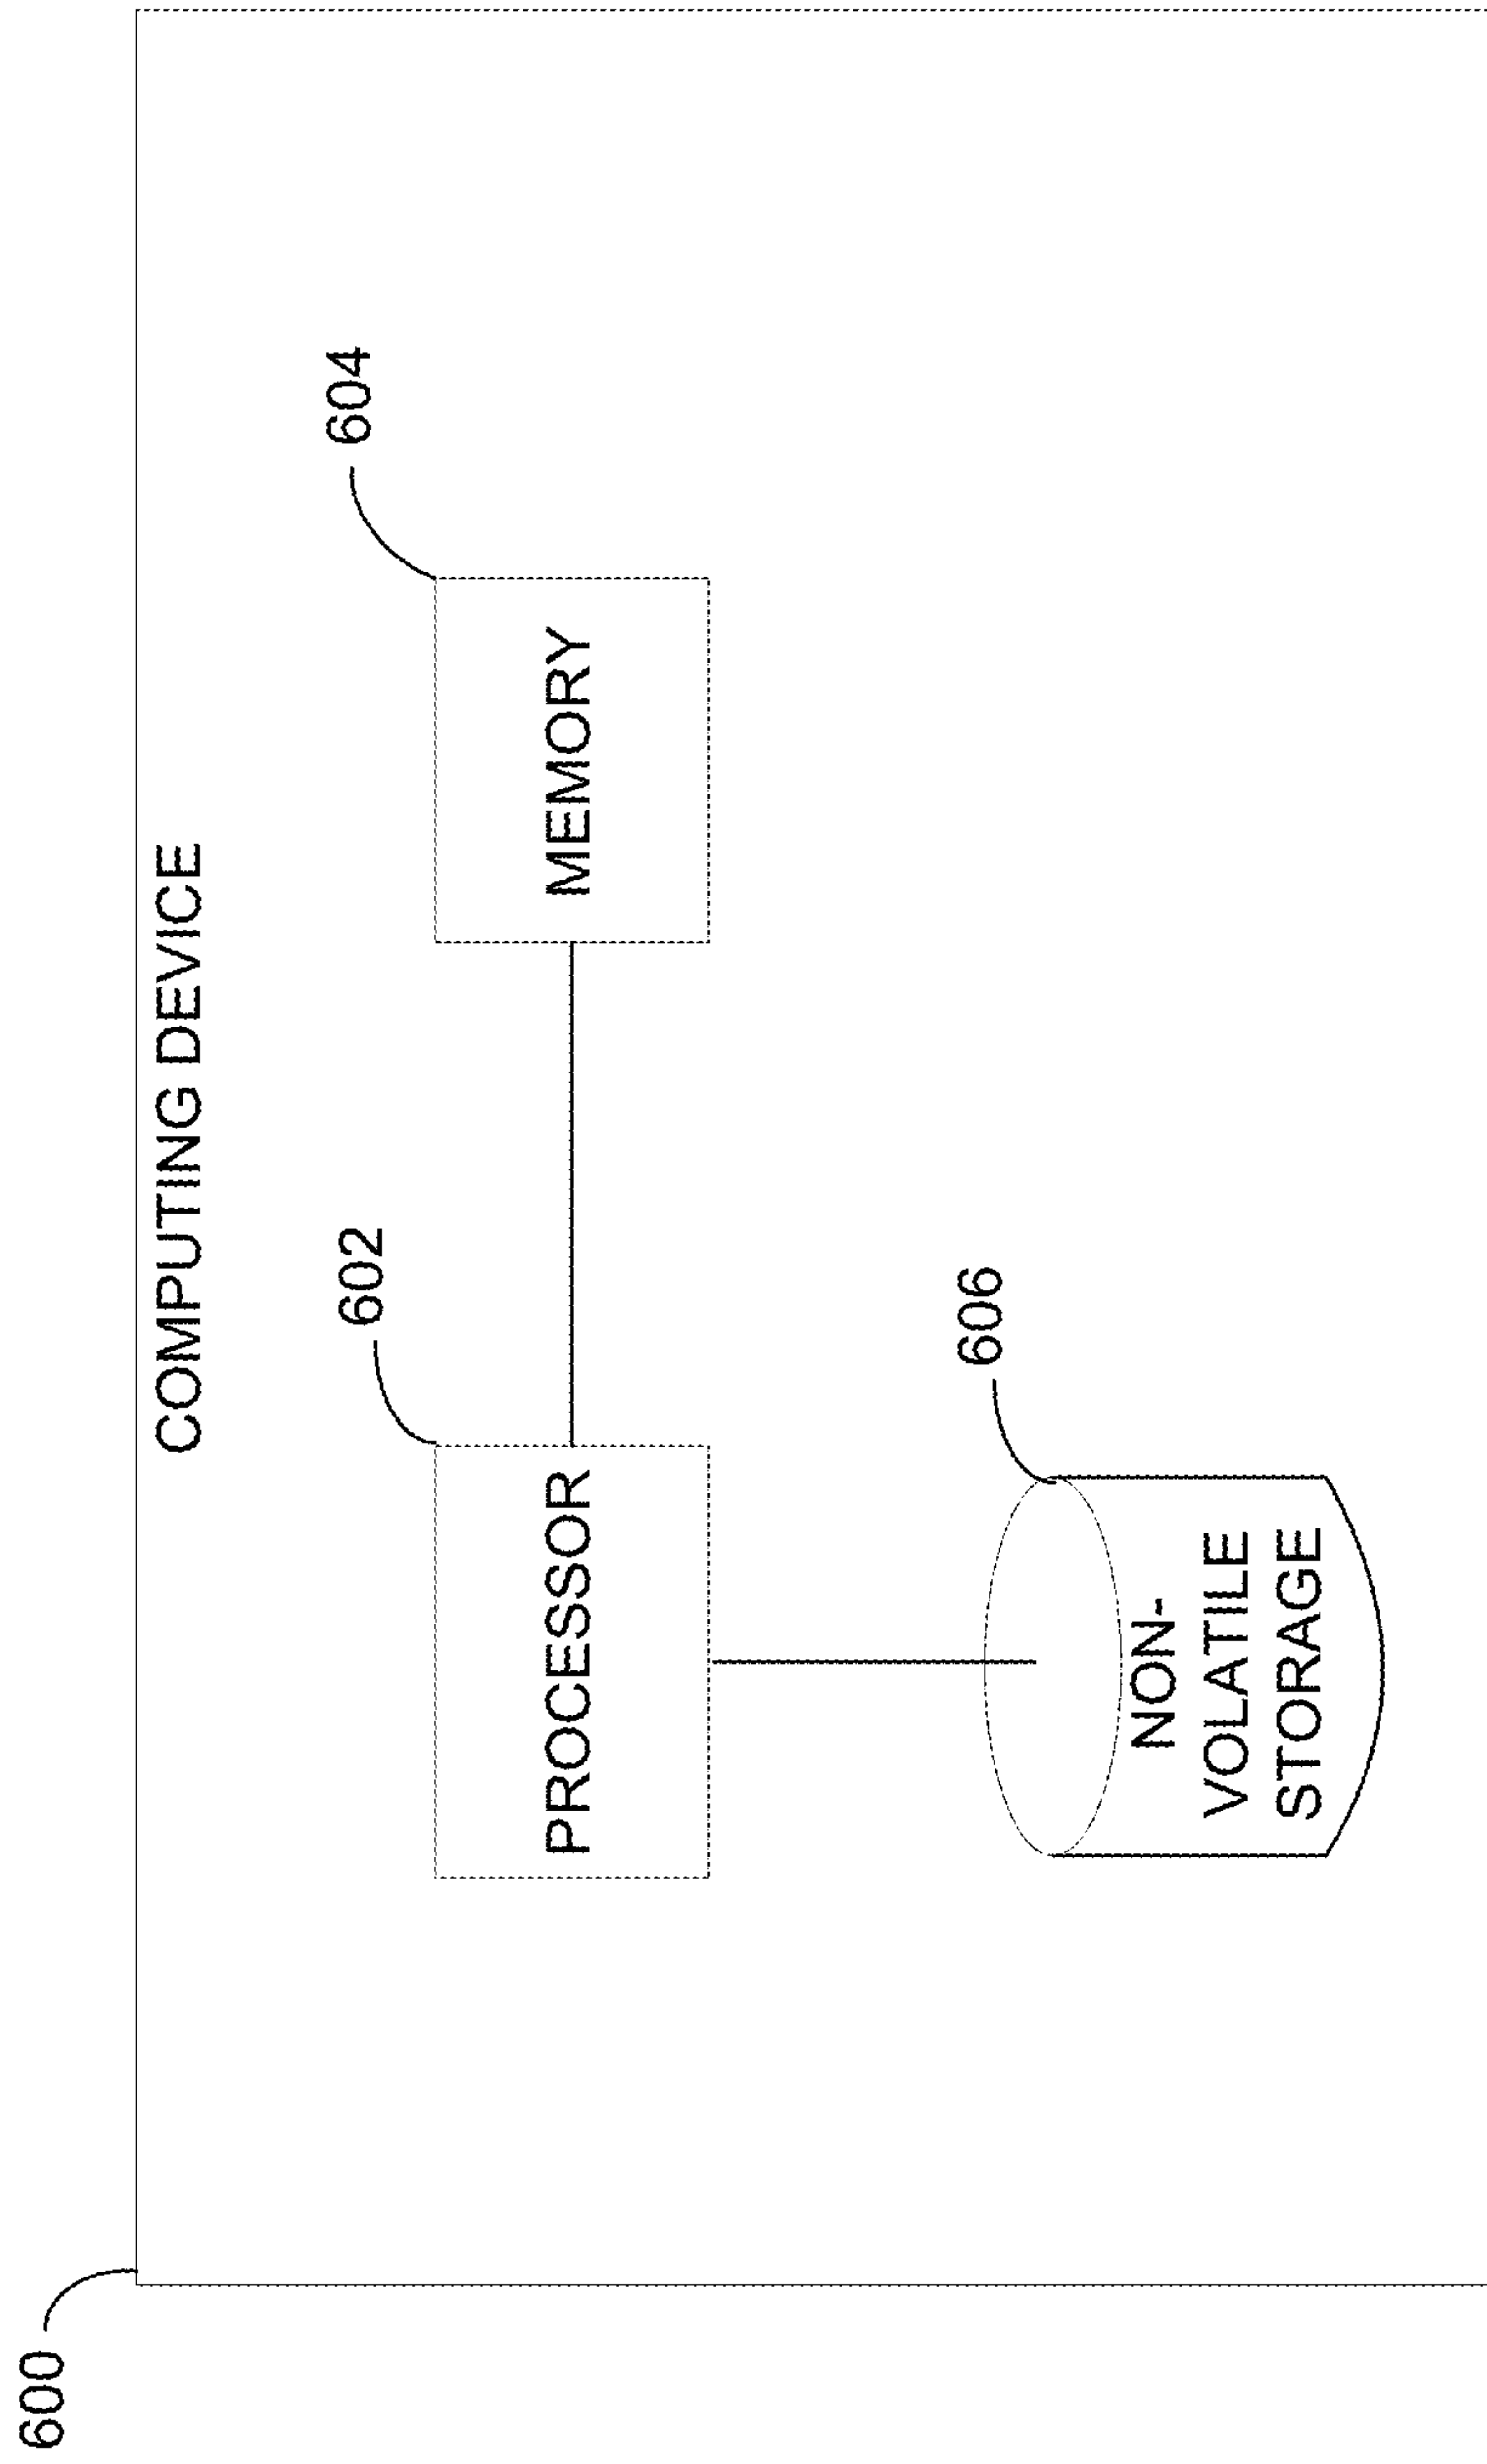 600
COMPUTING DEVICE
602
604
PROCESSOR
MEMORY
606
NON-
VOLATILE
STORAGE